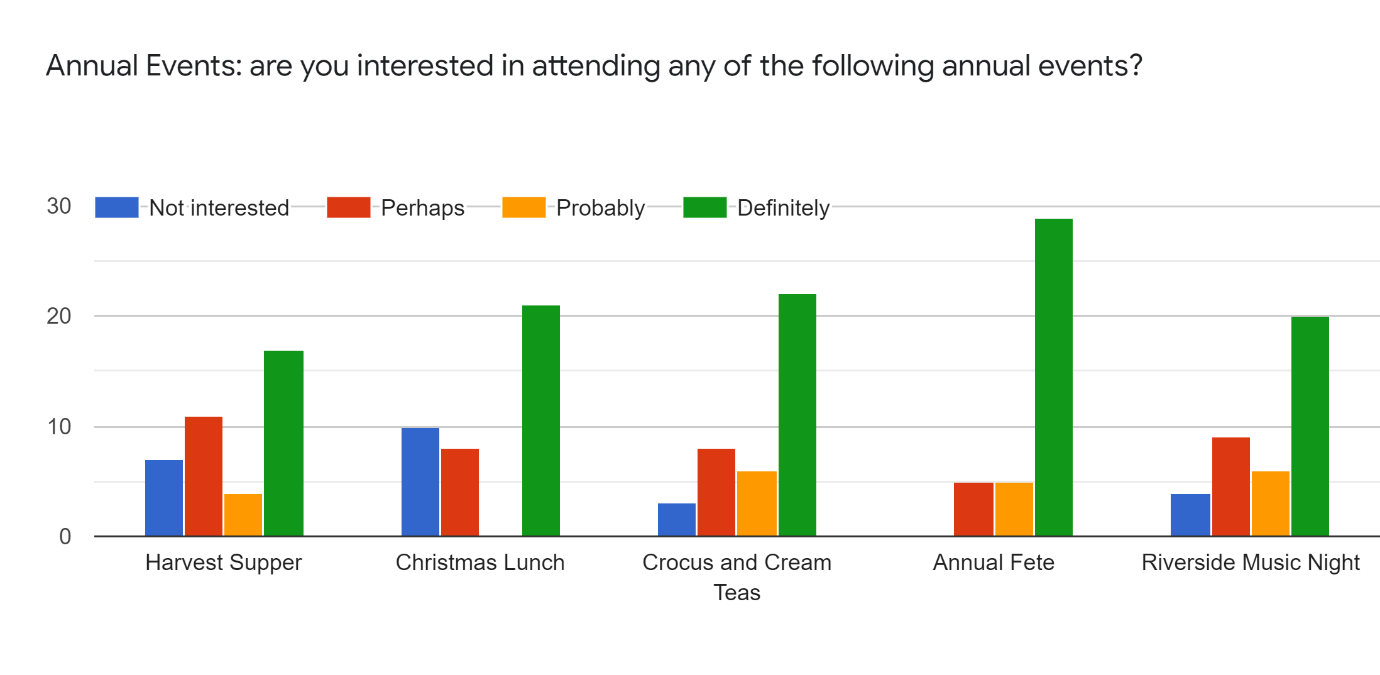 Annual Events: are you interested in attending any of the following annual events?
30
Not interested
Perhaps
Probably
Definitely
20
10
0
Harvest Supper
Christmas Lunch
Crocus and Cream
Teas
Annual Fete
Riverside Music Night